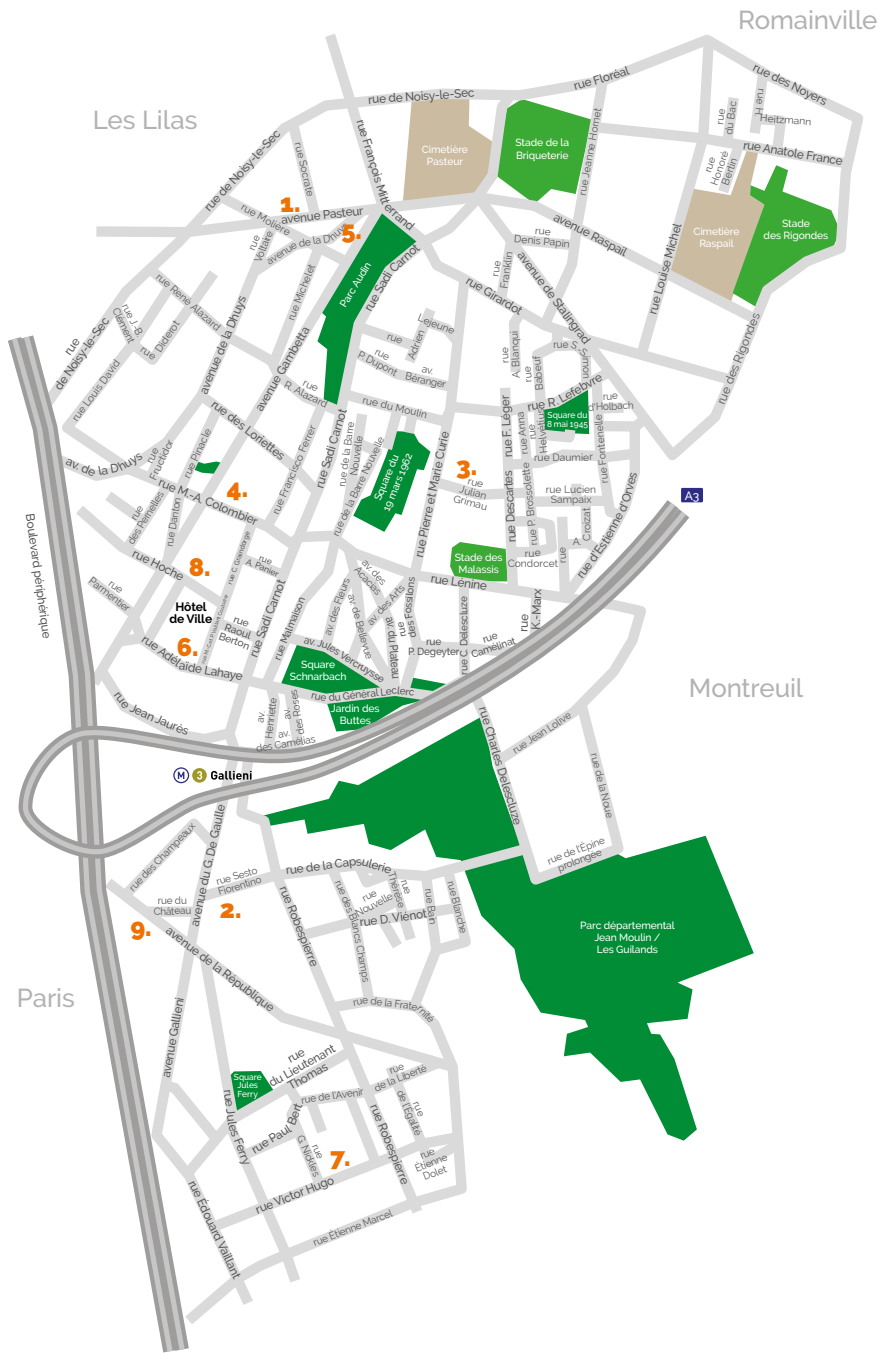 Romainville
Les Lilas
rue de Noisy-le-Sec
rue Floréal
rue des Noyers
rue H.
Heitzmann
rue
du Bac
rue Anatole France
rue
Honoré
Bertin
Cimetière
Pasteur
Stade de la
Briqueterie
rue Jeanne Hornet
rue François Mitterrand
rue de Noisy-le-Sec
rue Socrate
1.
rue Molière
avenue Pasteur
5.
avenue de la Dhuys
rue
Voltaire
rue Michelet
Parc Audin
rue Sadi Carnot
rue
Denis Papin
avenue Raspail
rue Louise Michel
Cimetière
Raspail
Stade
des Rigondes
rue
Franklin
avenue de Stalingrad
rue Girardot
rue des Rigondes
rue
de Noisy-le-Sec
rue J.-B.
Clément
rue René Alazard
rue Diderot
rue Louis David
avenue de la Dhuys
avenue Gambetta
rue
R. Alazard
rue
Adrien
Lejeune
rue
P. Dupont
av.
Béranger
rue du Moulin
rue
A. Blanqui
rue
Babeuf
rue S.-S.
Imoul
rue R. Lefebvre
rue
d'Holbach
Square du
8 mai 1945
rue F. Léger
rue Anna
rue
Helvétius
rue Daumier
rue Fontenelle
rue des Loriettes
rue Pinacle
rue
Fructidor
av. de la Dhuys
rue
des Pernelles
rue Danton
rue M.-A. Colombier
4.
rue Francisco Ferrer
rue Sadi Carnot
rue de la Barre
Nouvelle
rue de la Barre Nouvelle
Square du
19 mars 1962
rue Pierre et Marie Curie
3.
rue
Julian
Grimau
rue Descartes
rue P. Brossolette
rue Lucien
Sampaix
rue
A.
Croizat
rue d'Estienne d'Orves
A3
Boulevard périphérique
rue Hoche
8.
rue
Parmentier
rue C. Graindorge
rue
A. Panier
Hôtel
de Ville
rue
Raoul
Berton
6.
rue Adélaïde Lahaye
rue Sadi Carnot
rue Malmaison
av. des
Acacias
av. des Fleurs
av. de Bellevue
av. des Arts
av. du Plateau
rue
des Fossillons
Stade des
Malassis
rue Lénine
rue
Condorcet
rue
K.-Marx
rue
P. Degeyter
rue C. Delescluze
rue
Camélinat
av. Jules Vercruysse
Square
Schnarbach
rue du Général Leclerc
Jardin des
Buttes
av.
Henriette
av.
des Roses
av.
des Camélias
rue Jean Jaurès
Montreuil
M 3 Gallieni
rue Charles Delescluze
rue Jean Lolive
rue de la Noue
rue de l'Épine
prolongée
rue des Champeaux
avenue du G. De Gaulle
rue du
Château
rue Sesto
Fiorentino
2.
rue de la Capsulerie
rue
Nouvelle
rue
Thérèse
rue Bain
rue Blanche
rue D. Viénot
rue des Blancs Champs
rue Robespierre
9.
avenue de la République
Parc départemental
Jean Moulin /
Les Guilands
Paris
avenue Gallieni
rue de la Fraternité
rue
du Lieutenant
Thomas
Square
Jules
Ferry
rue Jules Ferry
rue Paul Bert
rue de l'Avenir
rue
de la Liberté
rue
de l'Égalité
rue
G. Nickles
7.
rue Robespierre
rue
Étienne
Dolet
rue Victor Hugo
rue Édouard Vaillant
rue Étienne Marcel